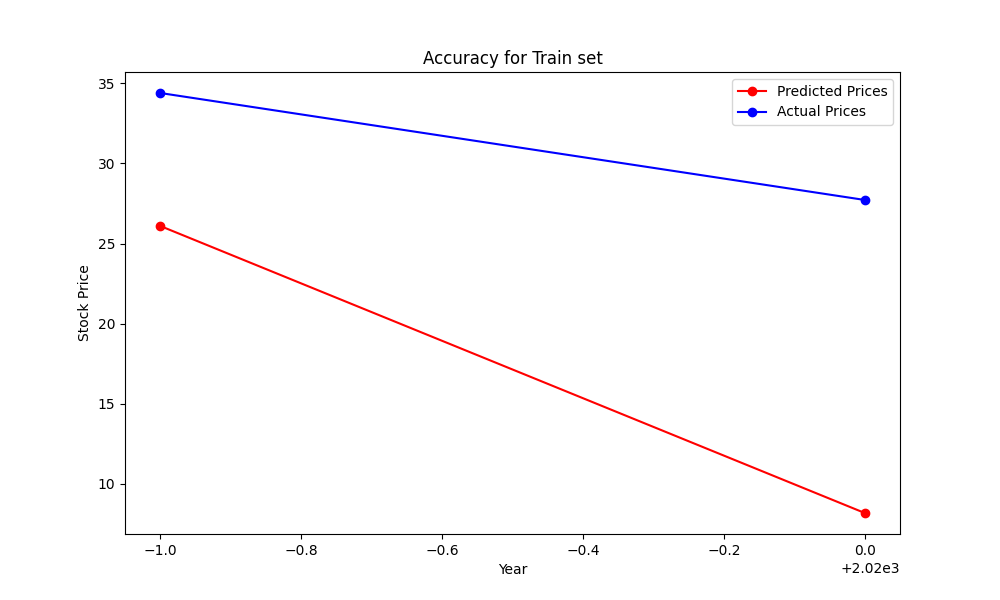 Accuracy for Train set
Predicted Prices
Actual Prices
Stock Price
35
30
25
20
15
10
−1.0 −0.8 −0.6 −0.4 −0.2 0.0
+2.02e3
Year